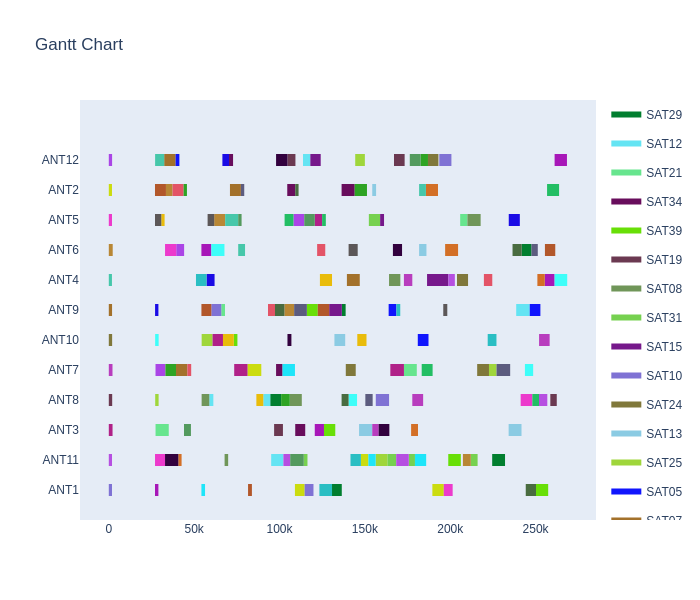 Gantt Chart
ANT12
ANT2
ANT5
ANT6
ANT4
ANT9
ANT10
ANT7
ANT8
ANT3
ANT11
ANT1
0 50k 100k 150k 200k 250k
SAT29
SAT12
SAT21
SAT34
SAT39
SAT19
SAT08
SAT31
SAT15
SAT10
SAT24
SAT13
SAT25
SAT05